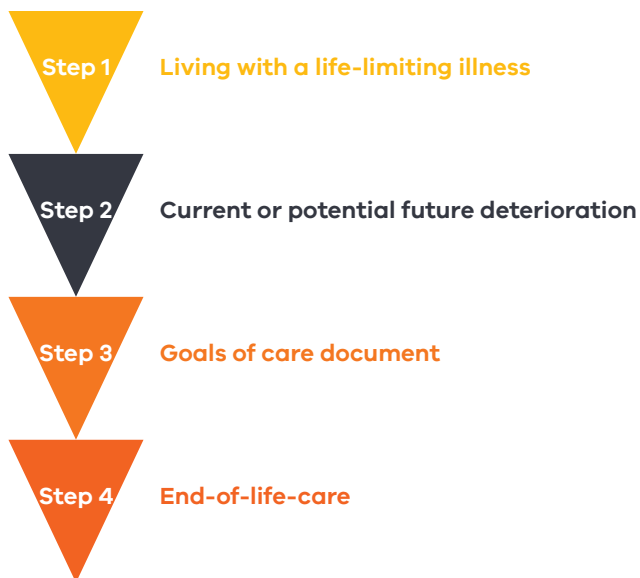 Step 1 Living with a life-limiting illness
Step 2 Current or potential future deterioration
Step 3 Goals of care document
Step 4 End-of-life-care